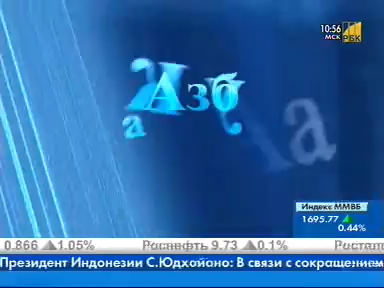 10:56
МСК РБК
Азб
а
а
Индекс ММВБ
1695.77
0.44%
0.866 ▲1.05% Роснефть 9.73 ▲0.1%
Президент Индонезии С.Юдхойоно: В связи с сокращением